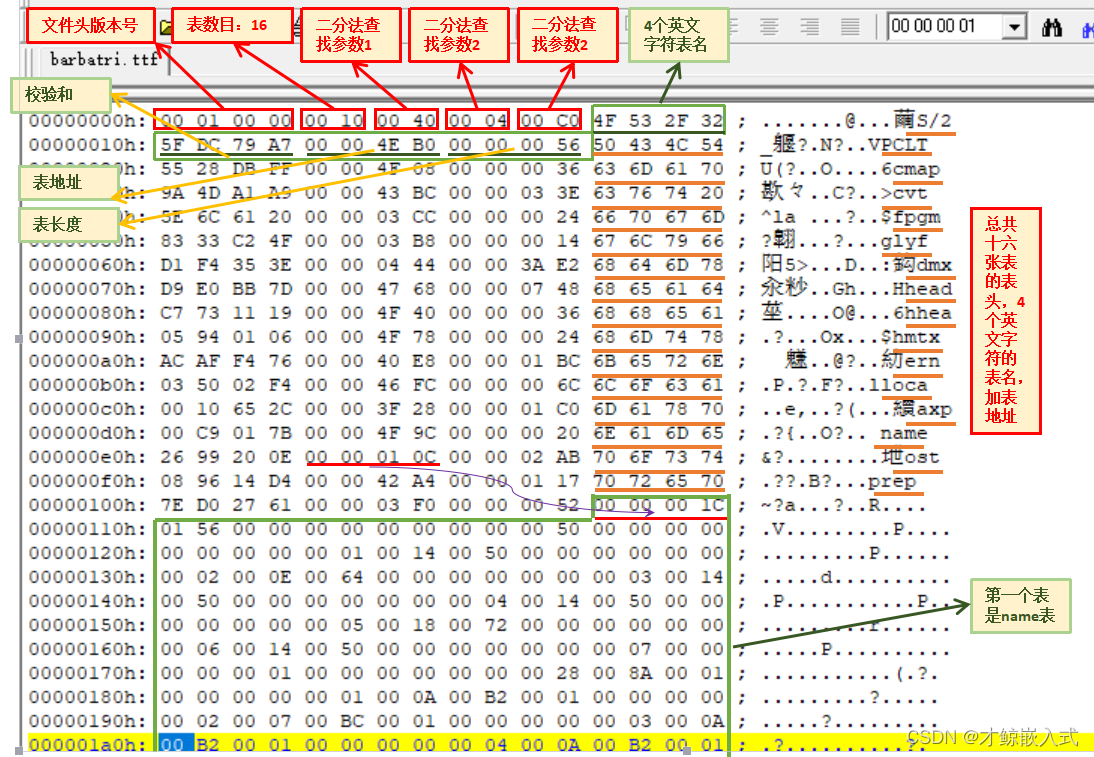 文件头版本号
表数目：16
二分法查
找参数1
二分法查
找参数2
二分法查
找参数2
4个英文
字符表名
00 00 00 01
barbatri.ttf
校验和
表地址
表长度
00000000h: 00 01 00 00 00 10 00 40 00 04 00 C0 4F 53 2F 32 ; .......@...繭S/2
00000010h: 5F DC 79 A7 00 00 4E B0 00 00 00 56 50 43 4C 54 ; _躽?.N?..VPCLT
55 28 DB FF 00 00 4F 08 00 00 00 36 63 6D 61 70 ; U(?..O....6cmap
0h: 9A 4D A1 A9 00 00 43 BC 00 00 03 3E 63 76 74 20 ; ..C?..>cvt
5E 6C 61 20 00 00 03 CC 00 00 00 24 66 70 67 6D ; ^la ...?..$fpgm
83 33 C2 4F 00 00 03 B8 00 00 00 14 67 6C 79 66 ; ?翶...?...glyf
00000060h: D1 F4 35 3E 00 00 04 44 00 00 3A E2 68 64 6D 78 ; 阳5>...D..:鈎dmx
00000070h: D9 E0 BB 7D 00 00 47 68 00 00 07 48 68 65 61 64 ; ..Gh...Hhead
00000080h: C7 73 11 19 00 00 4F 40 00 00 00 36 68 68 65 61 ; ..O@...6hhea
00000090h: 05 94 01 06 00 00 4F 78 00 00 00 24 68 6D 74 78 ; .?...Ox...$hmtx
000000a0h: AC AF F4 76 00 00 40 E8 00 00 01 BC 6B 65 72 6E ; ..@?..糼ern
000000b0h: 03 50 02 F4 00 00 46 FC 00 00 00 6C 6C 6F 63 61 ; .P.?.F?..lloca
000000c0h: 00 10 65 2C 00 00 3F 28 00 00 01 C0 6D 61 78 70 ; ..e,..?(...纜axp
000000d0h: 00 C9 01 7B 00 00 4F 9C 00 00 00 20 6E 61 6D 65 ; .?{..O?.. name
000000e0h: 26 99 20 0E 00 00 01 0C 00 00 02 AB 70 6F 73 74 ; &?.......玴ost
000000f0h: 08 96 14 D4 00 00 42 A4 00 00 01 17 70 72 65 70 ; .??.B?...prep
00000100h: 7E D0 27 61 00 00 03 F0 00 00 00 52 00 00 00 1C ; ~?a...?..R....
00000110h: 01 56 00 00 00 00 00 00 00 00 00 50 00 00 00 00 ; .V.........P....
00000120h: 00 00 00 00 00 01 00 14 00 50 00 00 00 00 00 00 ; .........P......
00000130h: 00 02 00 0E 00 64 00 00 00 00 00 00 00 03 00 14 ; .....d..........
00000140h: 00 50 00 00 00 00 00 00 00 04 00 14 00 50 00 00 ; .P...........P..
00000150h: 00 00 00 00 00 05 00 18 00 72 00 00 00 00 00 00 ; .........r......
00000160h: 00 06 00 14 00 50 00 00 00 00 00 00 00 07 00 00 ; .....P..........
00000170h: 00 00 00 01 00 00 00 00 00 00 00 28 00 8A 00 01 ; ...........(.?.
00000180h: 00 00 00 00 00 01 00 0A 00 B2 00 01 00 00 00 00 ; .........?.....
00000190h: 00 02 00 07 00 BC 00 01 00 00 00 00 00 03 00 0A ; .....?.........
000001a0h: 00 B2 00 01 00 00 00 00 00 04 00 0A 00 B2 00 01 ; .?...........?.
总共
十六
张表
的表
头，4
个英
文字
符的
表名，
加表
地址
第一个表
是name表
CSDN @才鲸嵌入式